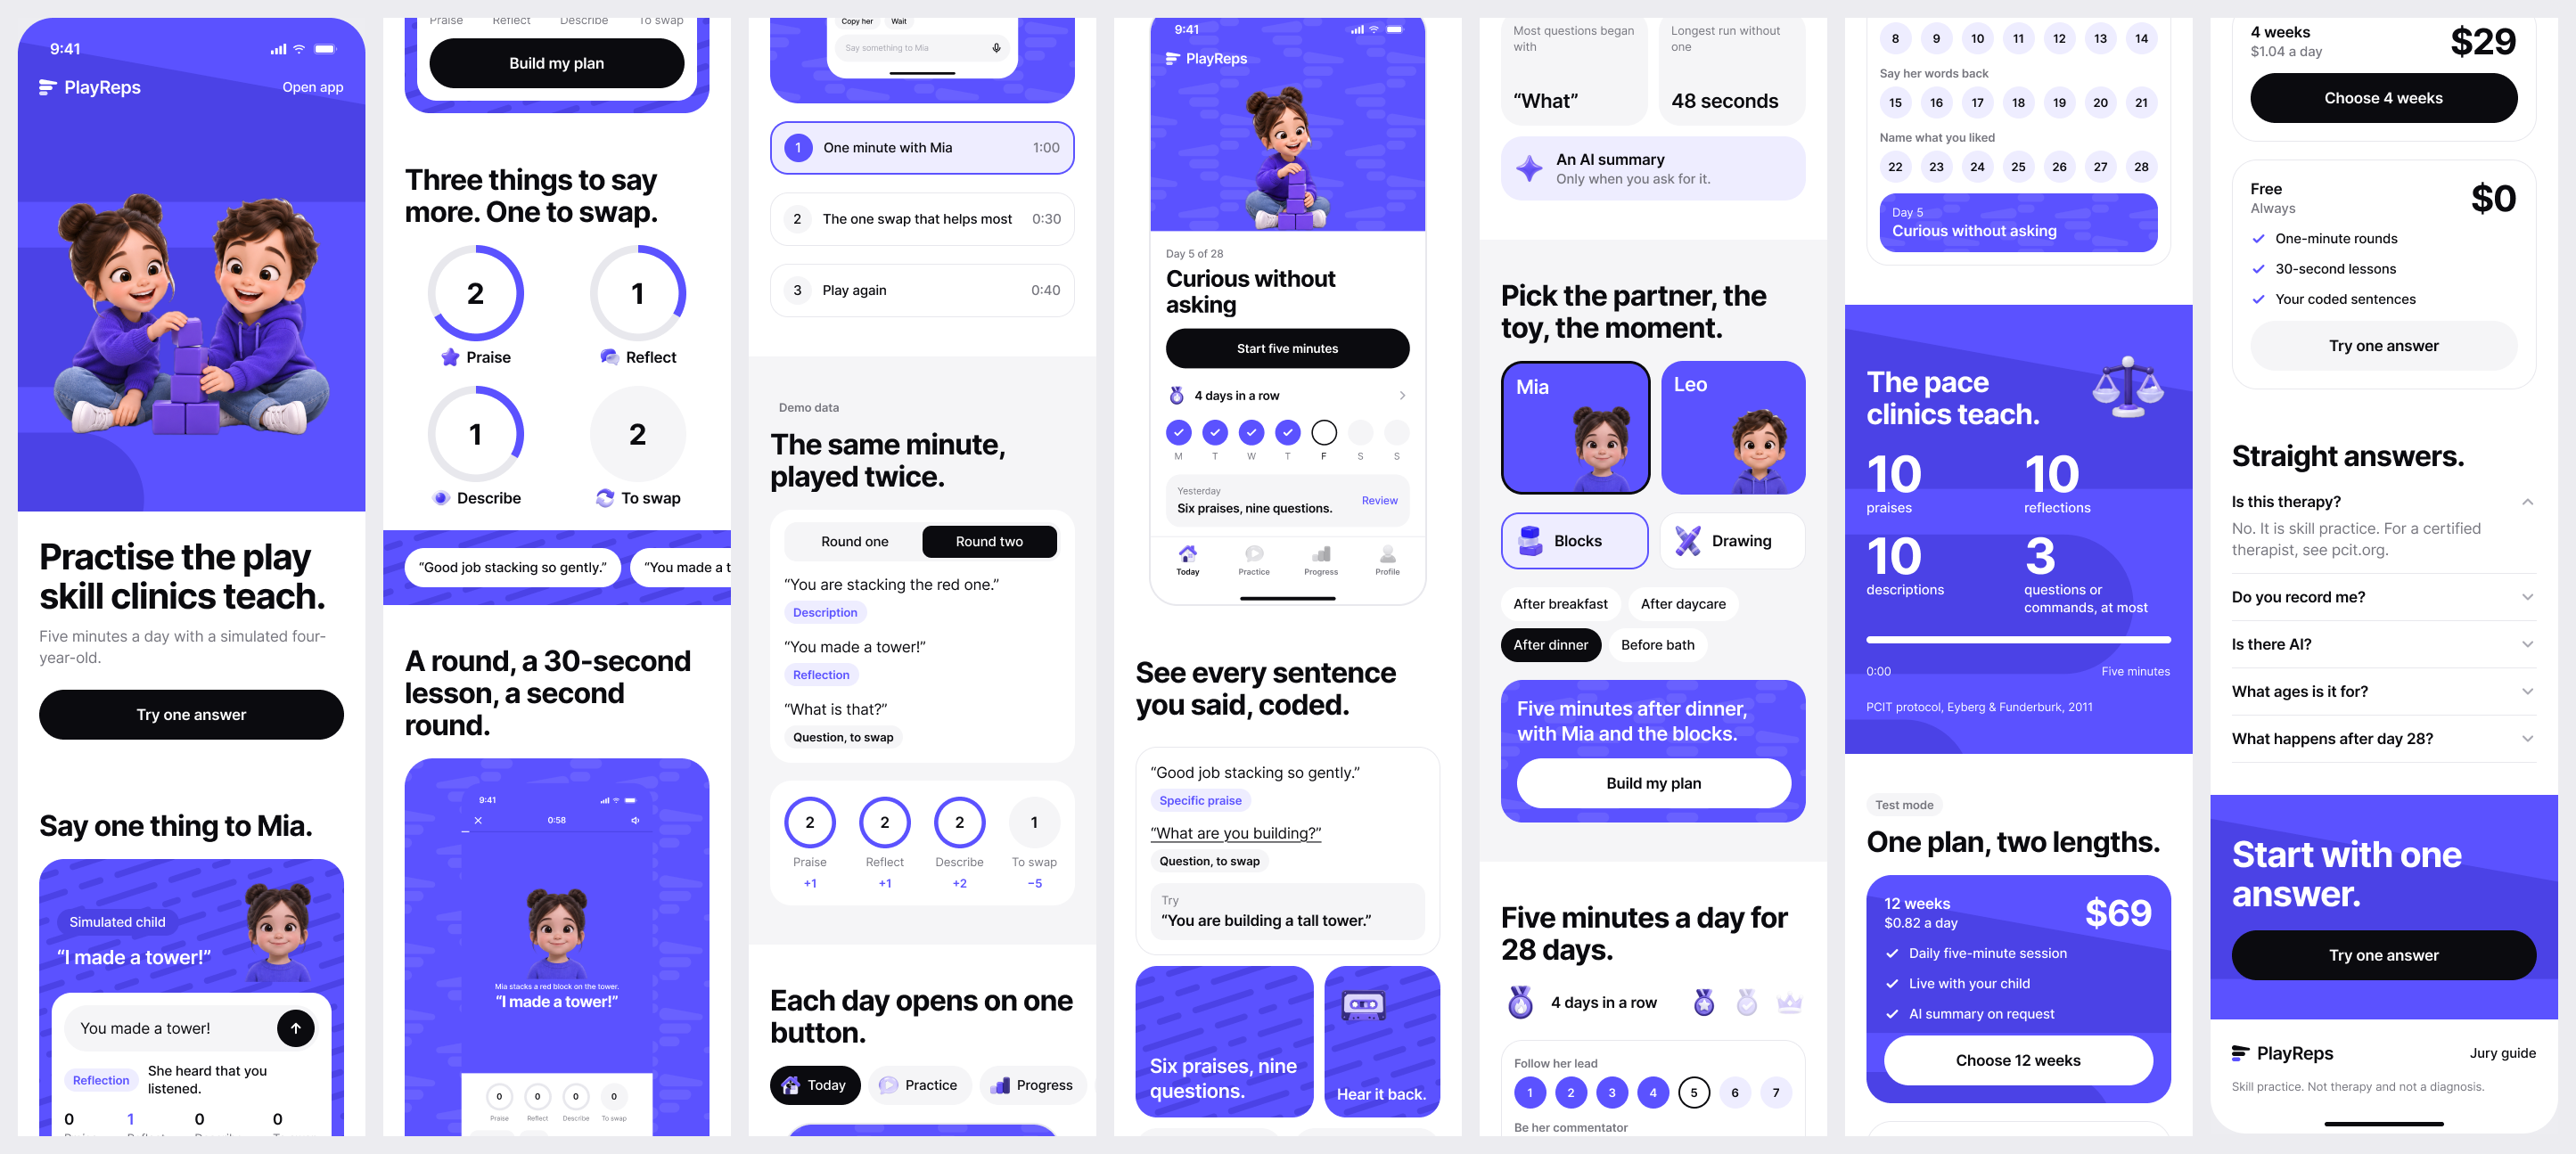 9:41
PlayReps
Open app
Practise the play
skill clinics teach.
Five minutes a day with a simulated four-
year-old.
Try one answer
Say one thing to Mia.
Simulated child
“I made a tower!”
You made a tower!
Reflection
She heard that you
listened.
0
1
0
0
Praise
Reflect
Describe
To swap
Build my plan
Three things to say
more. One to swap.
2
Praise
1
Reflect
1
Describe
2
To swap
“Good job stacking so gently.”
“You made a t
A round, a 30-second
lesson, a second
round.
9:41
0:58
Mia stacks a red block on the tower.
“I made a tower!”
0
0
0
0
Praise
Reflect
Describe
To swap
Copy her
Wait
Say something to Mia
1
One minute with Mia
1:00
2
The one swap that helps most
0:30
3
Play again
0:40
Demo data
The same minute,
played twice.
Round one
Round two
“You are stacking the red one.”
Description
“You made a tower!”
Reflection
“What is that?”
Question, to swap
2
2
2
1
Praise
Reflect
Describe
To swap
+1
+1
+2
−5
Each day opens on one
button.
Today
Practice
Progress
9:41
PlayReps
Day 5 of 28
Curious without
asking
Start five minutes
4 days in a row
M
T
W
T
F
S
S
Yesterday
Six praises, nine questions.
Review
Today
Practice
Progress
Profile
See every sentence
you said, coded.
“Good job stacking so gently.”
Specific praise
“What are you building?”
Question, to swap
Try
“You are building a tall tower.”
Six praises, nine
questions.
Hear it back.
Most questions began
with
“What”
Longest run without
one
48 seconds
An AI summary
Only when you ask for it.
Pick the partner, the
toy, the moment.
Mia
Leo
Blocks
Drawing
After breakfast
After daycare
After dinner
Before bath
Five minutes after dinner,
with Mia and the blocks.
Build my plan
Five minutes a day for
28 days.
4 days in a row
Follow her lead
1 2 3 4 5 6 7
Be her commentator
8 9 10 11 12 13 14
Say her words back
15 16 17 18 19 20 21
Name what you liked
22 23 24 25 26 27 28
Day 5
Curious without asking
The pace
clinics teach.
10
praises
10
reflections
10
descriptions
3
questions or
commands, at most
0:00
Five minutes
PCIT protocol, Eyberg & Funderburk, 2011
Test mode
One plan, two lengths.
12 weeks
$0.82 a day
$69
Daily five-minute session
Live with your child
AI summary on request
Choose 12 weeks
4 weeks
$1.04 a day
$29
Choose 4 weeks
Free
Always
$0
One-minute rounds
30-second lessons
Your coded sentences
Try one answer
Straight answers.
Is this therapy?
No. It is skill practice. For a certified
therapist, see pcit.org.
Do you record me?
Is there AI?
What ages is it for?
What happens after day 28?
Start with one
answer.
Try one answer
PlayReps
Jury guide
Skill practice. Not therapy and not a diagnosis.